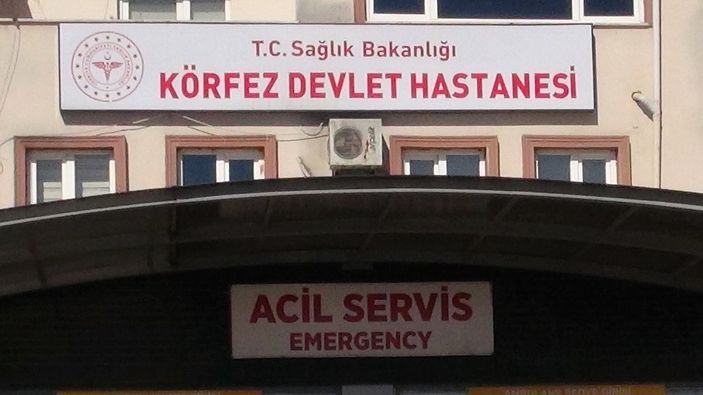 T.C. Sağlık Bakanlığı
KÖRFEZ DEVLET HASTANESİ
ACİL SERVİS
EMERGENCY